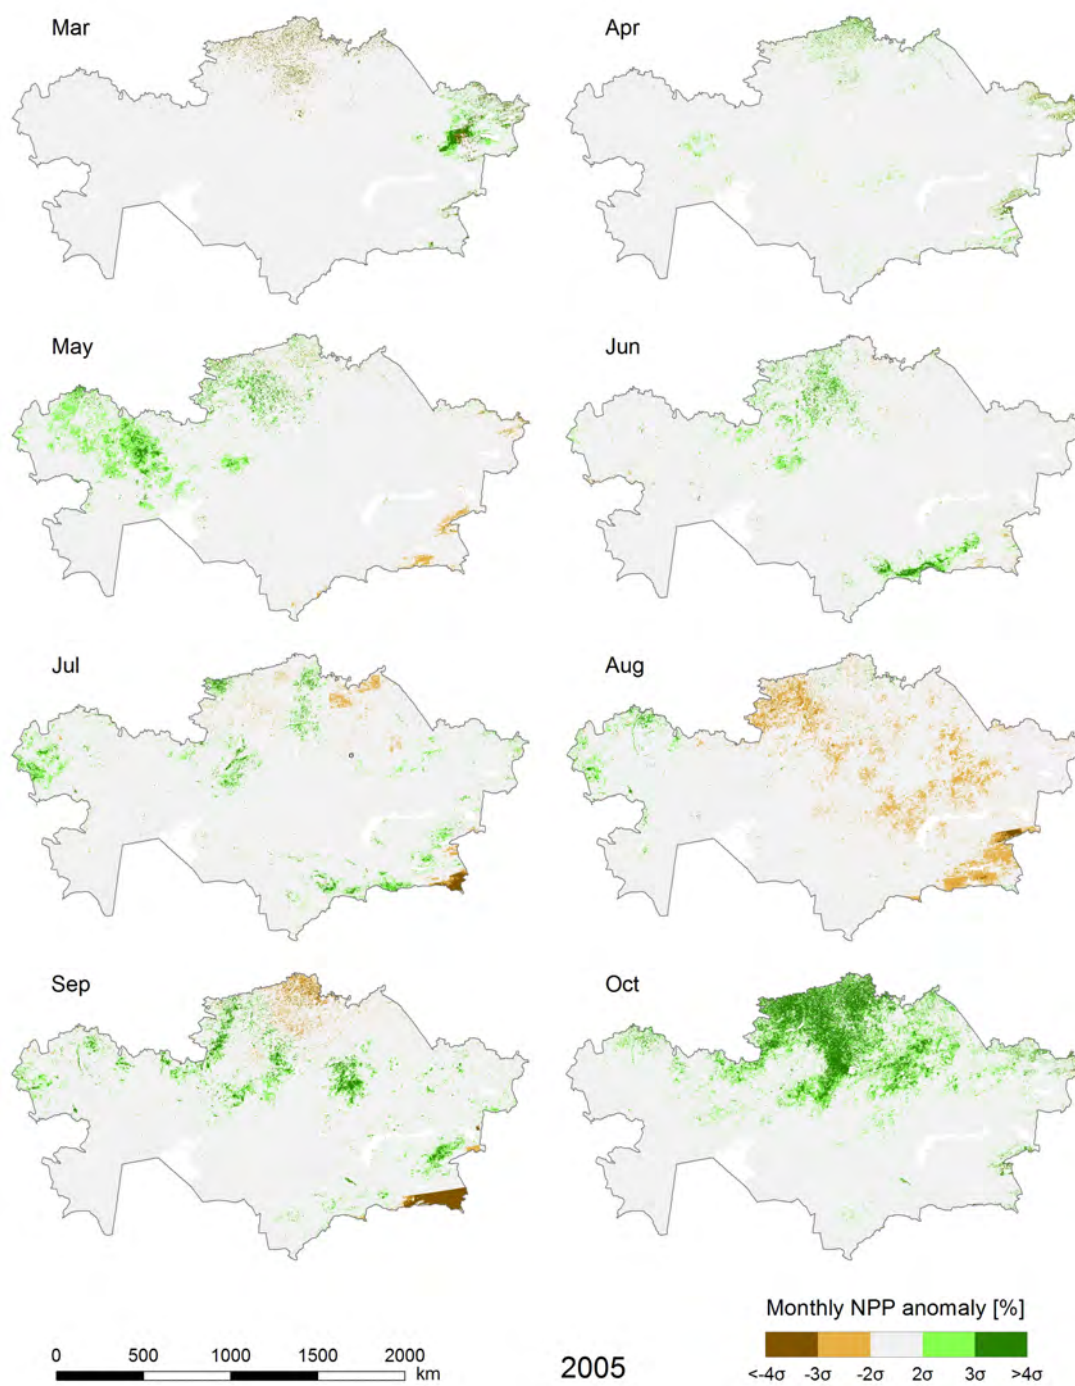 Mar
Apr
May
Jun
Jul
Aug
Sep
Oct
Monthly NPP anomaly [%]
<-4σ -3σ -2σ 2σ 3σ >4σ
0 500 1000 1500 2000
km
2005